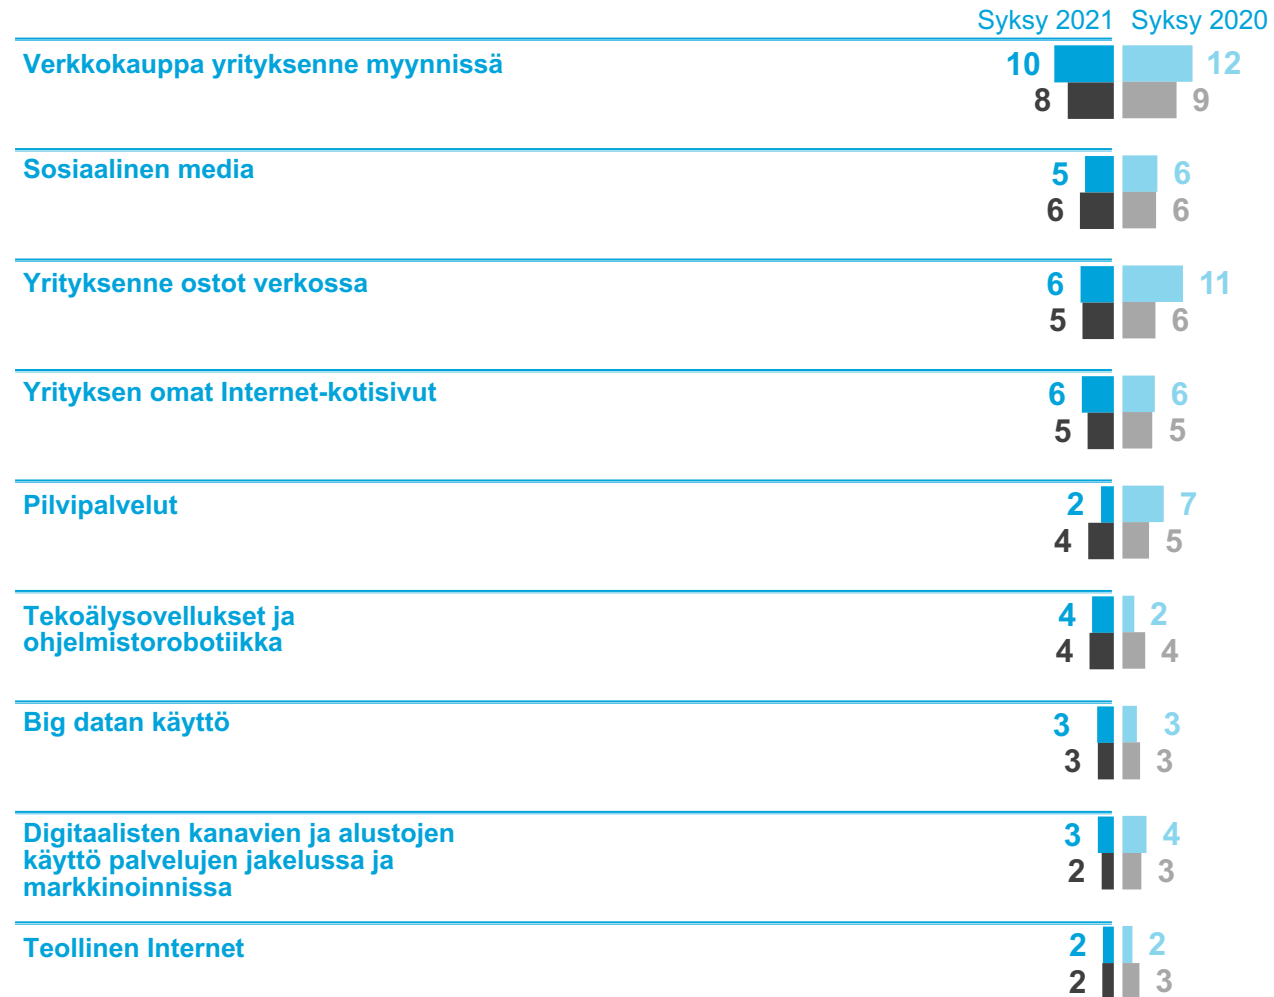 Syksy 2021 Syksy 2020
Verkkokauppa yrityksenne myynnissä
10 12
8 9
Sosiaalinen media
5 6
6 6
Yrityksenne ostot verkossa
6 11
5 6
Yrityksen omat Internet-kotisivut
6 6
5 5
Pilvipalvelut
2 7
4 5
Tekoälysovellukset ja
ohjelmistorobotiikka
4 2
4 4
Big datan käyttö
3 3
3 3
Digitaalisten kanavien ja alustojen
käyttö palvelujen jakelussa ja
markkinoinnissa
3 4
2 3
Teollinen Internet
2 2
2 3